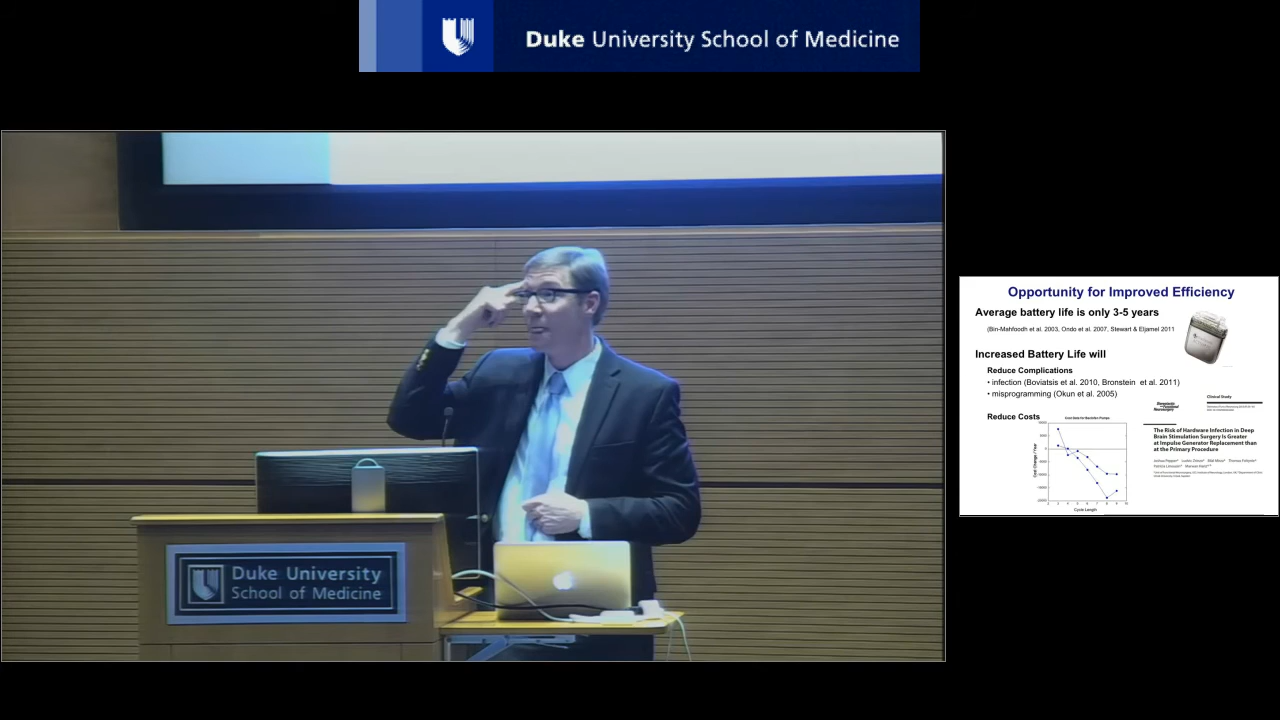 Duke University School of Medicine
Duke University
School of Medicine
Opportunity for Improved Efficiency
Average battery life is only 3-5 years
(Bin-Mahfoodh et al. 2003, Ondo et al. 2007, Stewart & Eljamel 2011
Increased Battery Life will
Reduce Complications
• infection (Boviatsis et al. 2010, Bronstein et al. 2011)
• misprogramming (Okun et al. 2005)
Reduce Costs
Cost Change / Year
Cycle Length
Clinical Study
The Risk of Hardware Infection in Deep
Brain Stimulation Surgery Is Greater
at Impulse Generator Replacement than
at the Primary Procedure